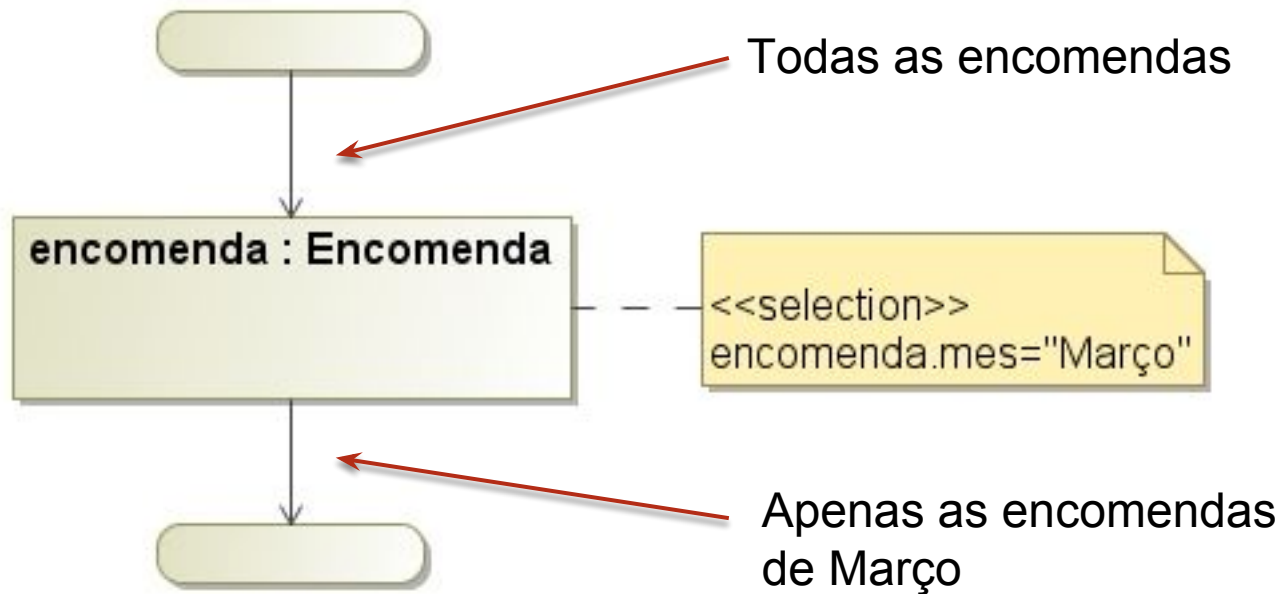 Todas as encomendas
encomenda : Encomenda
<<selection>>
encomenda.mes="Março"
Apenas as encomendas
de Março